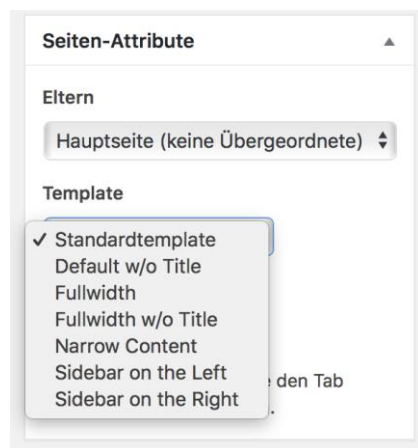 Seiten-Attribute
Eltern
Hauptseite (keine Übergeordnete)
Template
Standardtemplate
Default w/o Title
Fullwidth
Fullwidth w/o Title
Narrow Content
Sidebar on the Left
Sidebar on the Right
den Tab
.